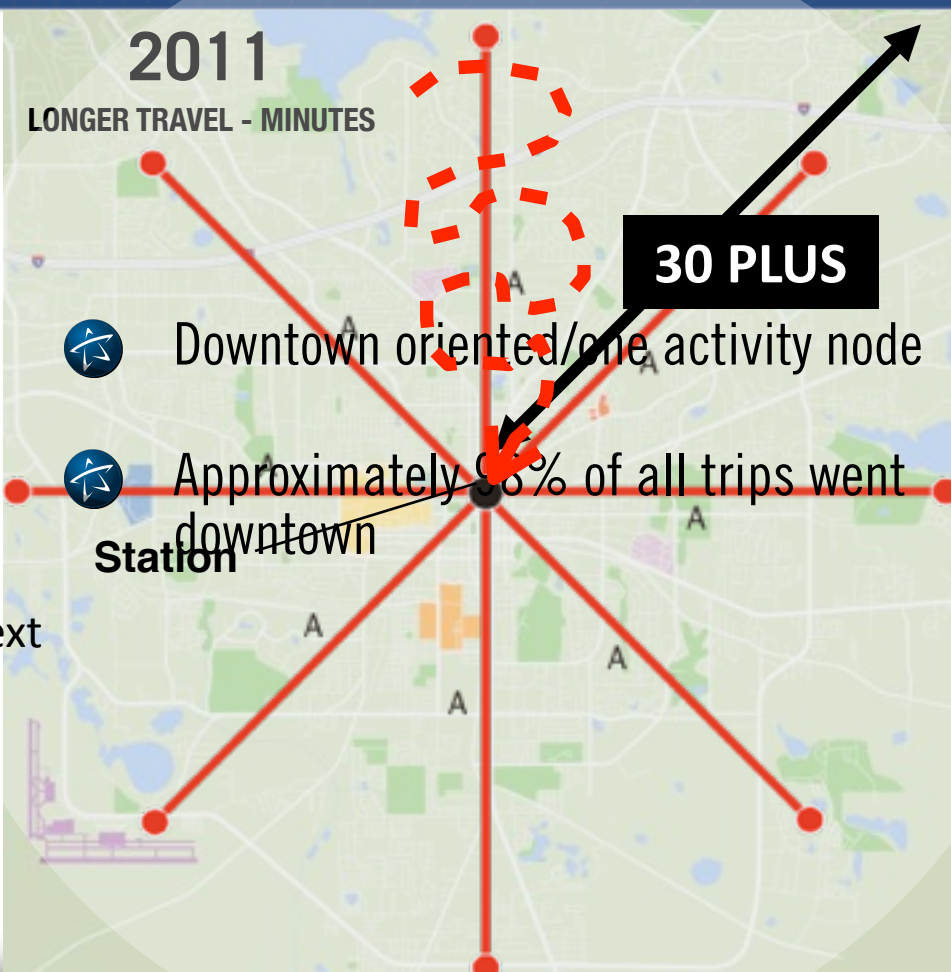 2011
LONGER TRAVEL - MINUTES
30 PLUS
A
A
Downtown oriented/one activity node
A
A
Approximately of all trips went
downtown
A
Station
ext
A
A
A